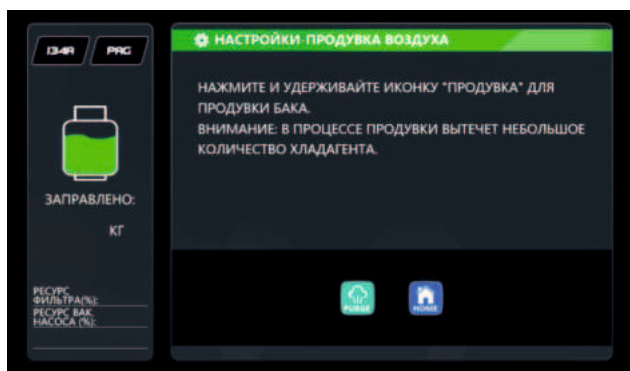 134A PAG
ЗАПРАВЛЕНО:
КГ
РЕСУРС
ФИЛЬТРА(%):
РЕСУРС ВАК.
НАСОСА (%):
НАСТРОЙКИ-ПРОДУВКА ВОЗДУХА
НАЖМИТЕ И УДЕРЖИВАЙТЕ ИКОНКУ "ПРОДУВКА" ДЛЯ
ПРОДУВКИ БАКА.
ВНИМАНИЕ: В ПРОЦЕССЕ ПРОДУВКИ ВЫТЕЧЕТ НЕБОЛЬШОЕ
КОЛИЧЕСТВО ХЛАДАГЕНТА.
PURGE HOME